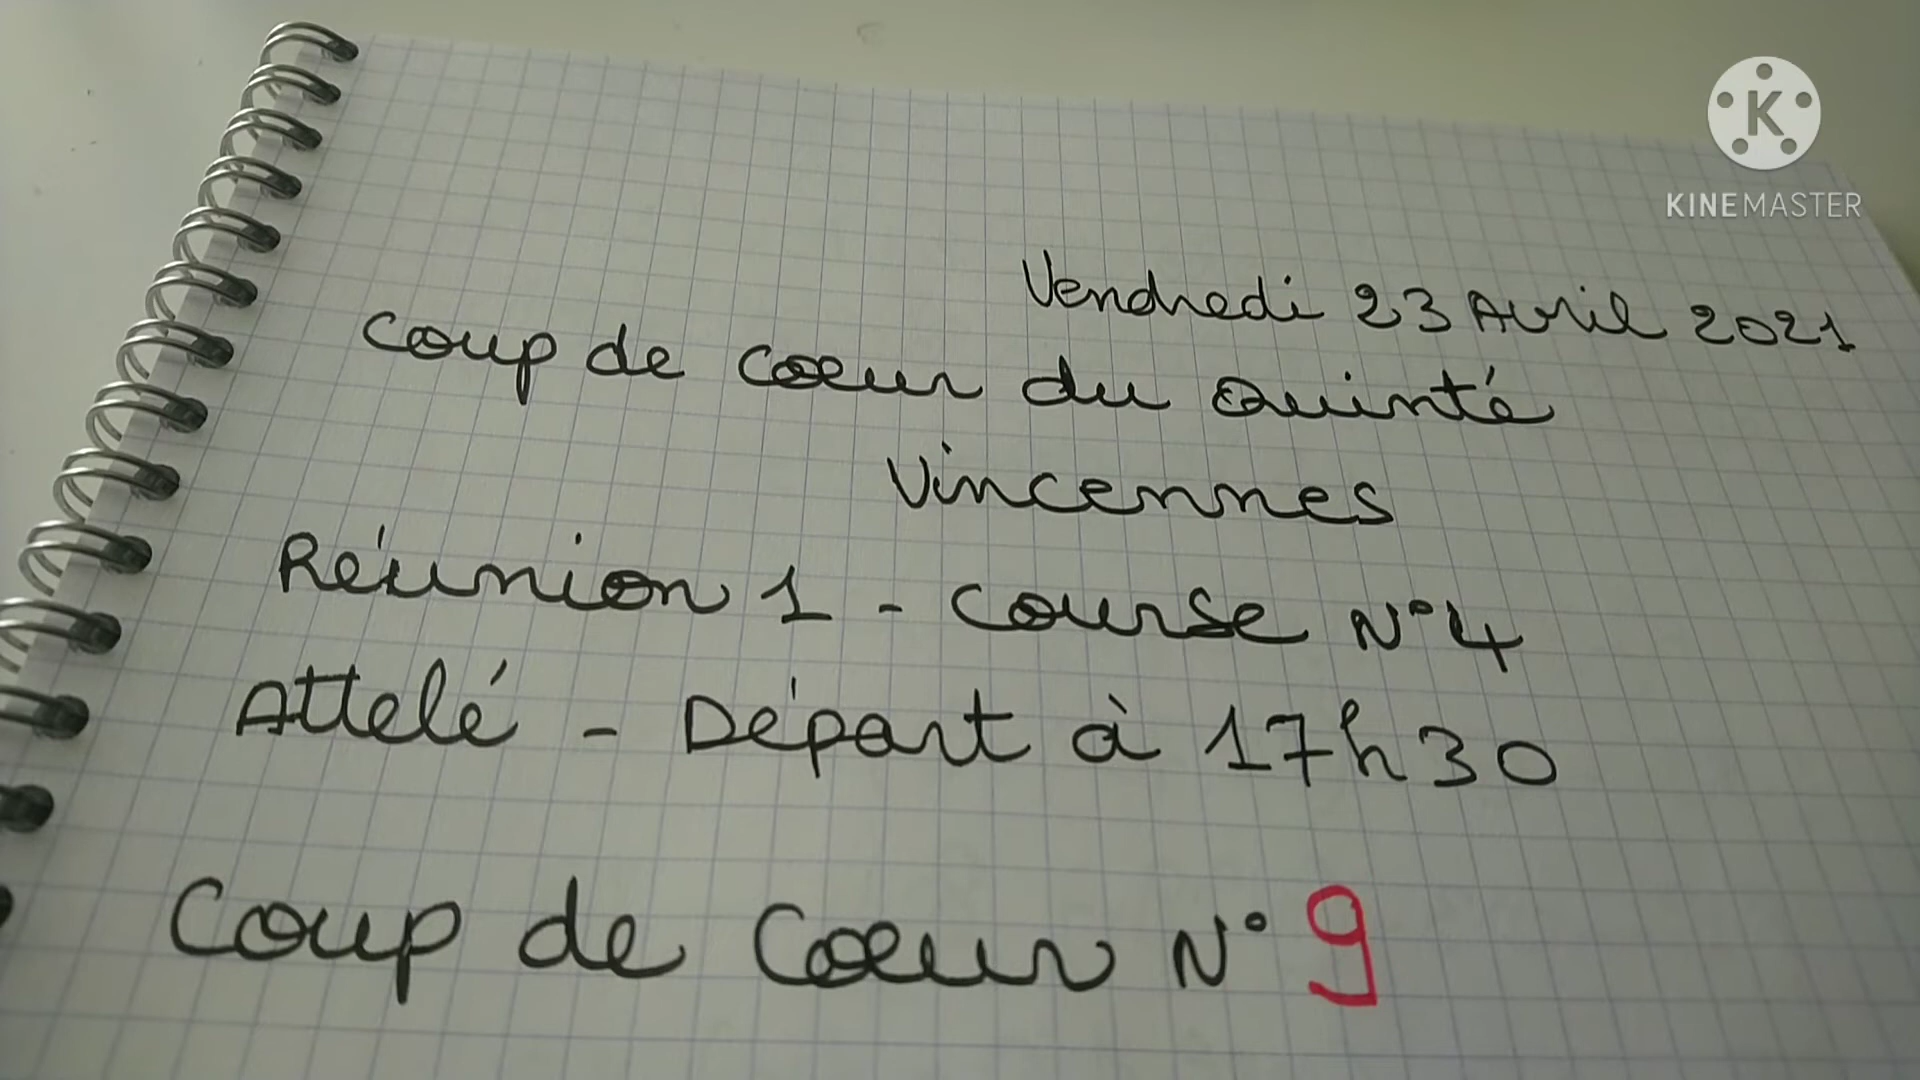 K
KINEMASTER
Vendredi 23 Avril 2021
Coup de coeur du Quinté
Vincennes
Réunion 1 - Course N°4
Attelé - Départ à 17h30
Coup de Coeur N° 9